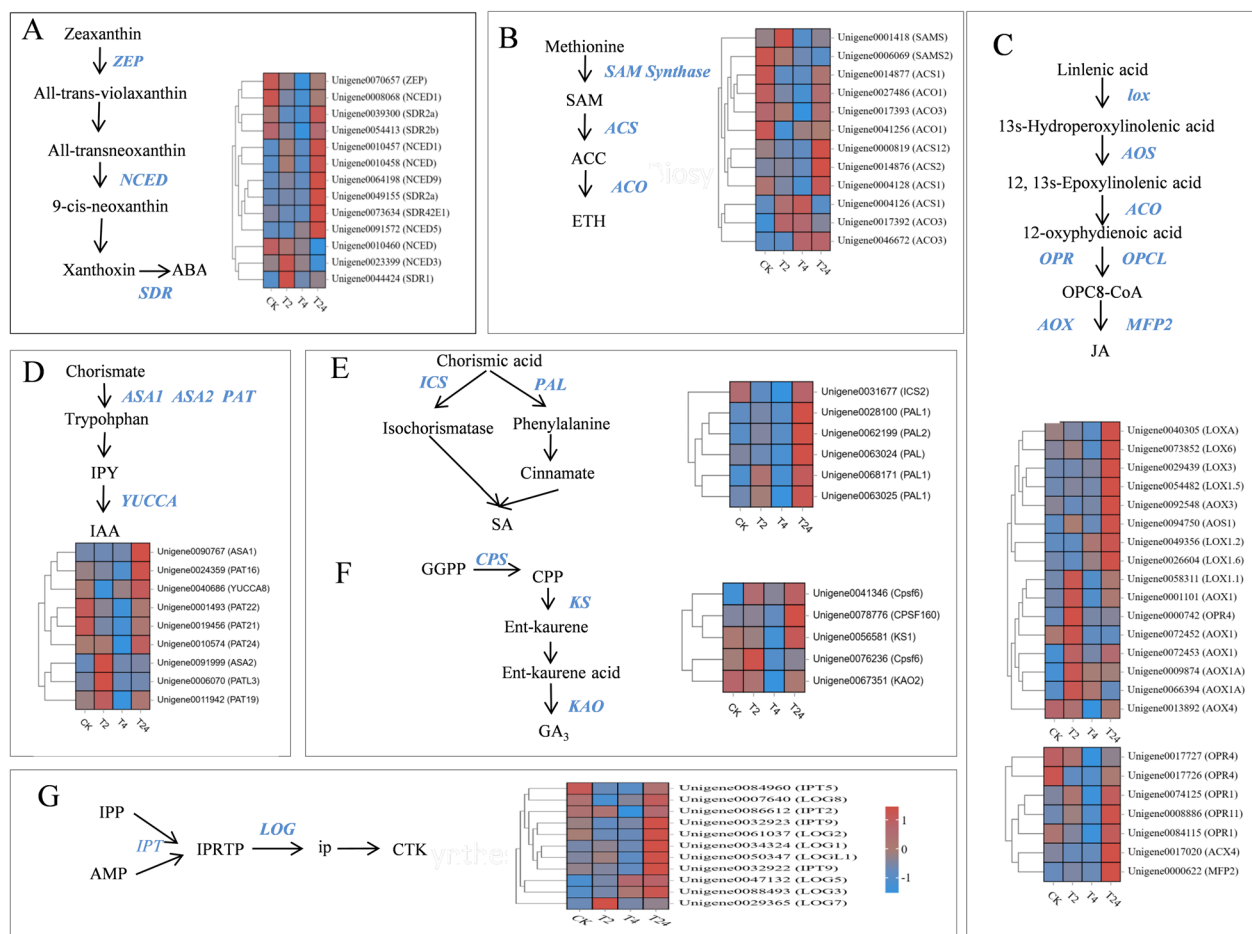 A
Zeaxanthin
ZEP
All-trans-violaxanthin
All-transneoxanthin
NCED
9-cis-neoxanthin
Xanthoxin
ABA
SDR
Unigene0070657 (ZEP)
Unigene0008068 (NCED1)
Unigene0039300 (SDR2a)
Unigene0054413 (SDR2b)
Unigene0010457 (NCED1)
Unigene0010458 (NCED)
Unigene0064198 (NCED9)
Unigene0049155 (SDR2a)
Unigene0073634 (SDR42E1)
Unigene0091572 (NCED5)
Unigene0010460 (NCED)
Unigene0023399 (NCED3)
Unigene0044424 (SDR1)
CK T2 T4 T24
B
Methionine
SAM Synthase
SAM
ACS
ACC
ACO
ETH
Unigene0001418 (SAMS)
Unigene0006069 (SAMS2)
Unigene0014877 (ACS1)
Unigene0027486 (ACO1)
Unigene0017393 (ACO3)
Unigene0041256 (ACO1)
Unigene0000819 (ACS12)
Unigene0014876 (ACS2)
Unigene0004128 (ACS1)
Unigene0004126 (ACS1)
Unigene0017392 (ACO3)
Unigene0046672 (ACO3)
CK T2 T4 T24
C
Linlenic acid
lox
13s-Hydroperoxylinolenic acid
AOS
12, 13s-Epoxylinolenic acid
ACO
12-oxyphydienoic acid
OPR OPCL
OPC8-CoA
AOX MFP2
JA
Unigene0040305 (LOXA)
Unigene0073852 (LOX6)
Unigene0029439 (LOX3)
Unigene0054482 (LOX1.5)
Unigene0092548 (AOX3)
Unigene0094750 (AOS1)
Unigene0049356 (LOX1.2)
Unigene0026604 (LOX1.6)
Unigene0058311 (LOX1.1)
Unigene0001101 (AOX1)
Unigene0000742 (OPR4)
Unigene0072452 (AOX1)
Unigene0072453 (AOX1)
Unigene0009874 (AOX1A)
Unigene0066394 (AOX1A)
Unigene0013892 (AOX4)
CK T2 T4 T24
Unigene0017727 (OPR4)
Unigene0017726 (OPR4)
Unigene0074125 (OPR1)
Unigene0008886 (OPR11)
Unigene0084115 (OPR1)
Unigene0017020 (ACX4)
Unigene0000622 (MFP2)
CK T2 T4 T24
D
Chorismate
ASA1 ASA2 PAT
Trypohphan
IPY
YUCCA
IAA
Unigene0090767 (ASA1)
Unigene0024359 (PAT16)
Unigene0040686 (YUCCA8)
Unigene0001493 (PAT22)
Unigene0019456 (PAT21)
Unigene0010574 (PAT24)
Unigene0091999 (ASA2)
Unigene0006070 (PATL3)
Unigene0011942 (PAT19)
CK T2 T4 T24
E
Chorismic acid
ICS PAL
Isochorismatase
Phenylalanine
Cinnamate
SA
Unigene0031677 (ICS2)
Unigene0028100 (PAL1)
Unigene0062199 (PAL2)
Unigene0063024 (PAL)
Unigene0068171 (PAL1)
Unigene0063025 (PAL1)
CK T2 T4 T24
F
GGPP
CPS
CPP
KS
Ent-kaurene
Ent-kaurene acid
KAO
GA3
Unigene0041346 (Cpsf6)
Unigene0078776 (CPSF160)
Unigene0056581 (KS1)
Unigene0076236 (Cpsf6)
Unigene0067351 (KAO2)
CK T2 T4 T24
G
IPP
IPT
AMP
IPRTP
LOG
ip
CTK
Unigene0084960 (IPT5)
Unigene0007640 (LOG8)
Unigene0086612 (IPT2)
Unigene0032923 (IPT9)
Unigene0061037 (LOG2)
Unigene0034324 (LOG1)
Unigene0050347 (LOGL1)
Unigene0032922 (IPT9)
Unigene0047132 (LOG5)
Unigene0088493 (LOG3)
Unigene0029365 (LOG7)
CK T2 T4 T24
1
0
-1